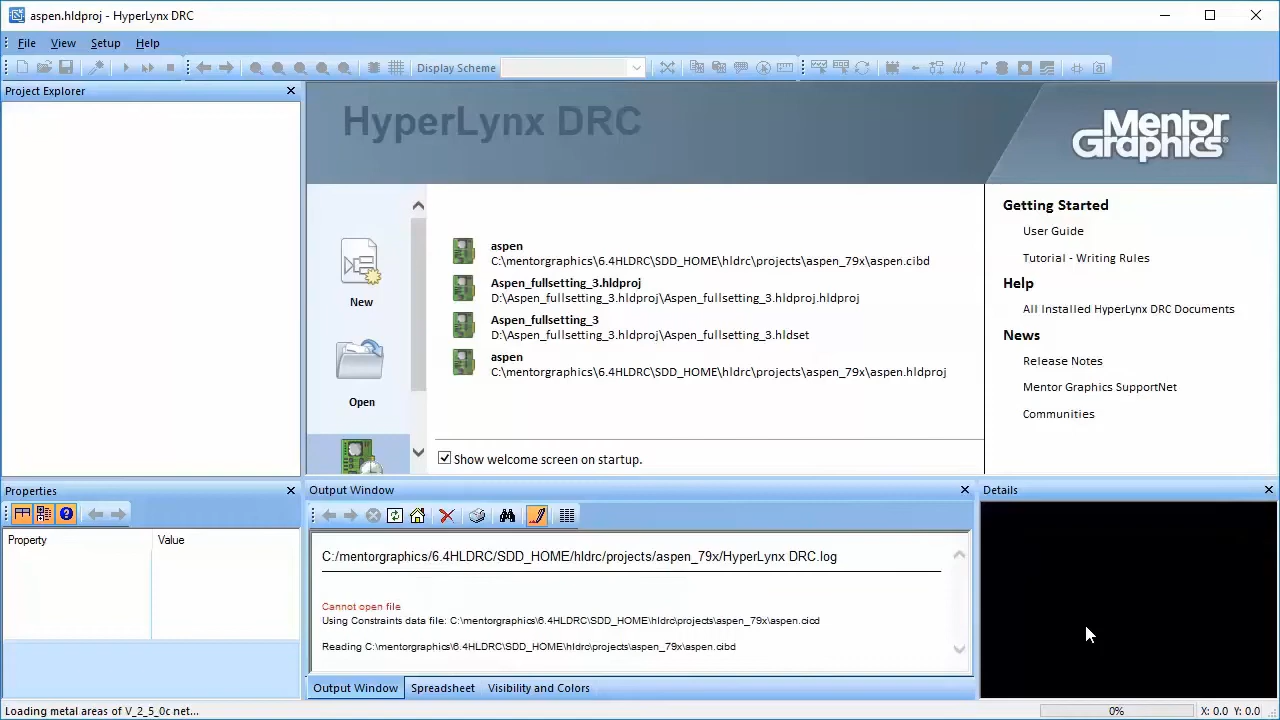 aspen.hldproj - HyperLynx DRC
File View Setup Help
Display Scheme
Project Explorer
HyperLynx DRC
Mentor
Graphics
New
Open
aspen
C:\mentorgraphics\6.4HLDRC\SDD_HOME\hldrc\projects\aspen_79x\aspen.cibd
Aspen_fullsetting_3.hldproj
D:\Aspen_fullsetting_3.hldproj\Aspen_fullsetting_3.hldproj.hldproj
Aspen_fullsetting_3
D:\Aspen_fullsetting_3.hldproj\Aspen_fullsetting_3.hldset
aspen
C:\mentorgraphics\6.4HLDRC\SDD_HOME\hldrc\projects\aspen_79x\aspen.hldproj
Show welcome screen on startup.
Getting Started
User Guide
Tutorial - Writing Rules
Help
All Installed HyperLynx DRC Documents
News
Release Notes
Mentor Graphics SupportNet
Communities
Properties
Property Value
Output Window
C:/mentorgraphics/6.4HLDRC/SDD_HOME/hldrc/projects/aspen_79x/HyperLynx DRC.log
Cannot open file
Using Constraints data file: C:\mentorgraphics\6.4HLDRC\SDD_HOME\hldrc\projects\aspen_79x\aspen.cicd
Reading C:\mentorgraphics\6.4HLDRC\SDD_HOME\hldrc\projects\aspen_79x\aspen.cibd
Output Window Spreadsheet Visibility and Colors
Details
Loading metal areas of V_2_5_0c net...
0%
X: 0.0 Y: 0.0